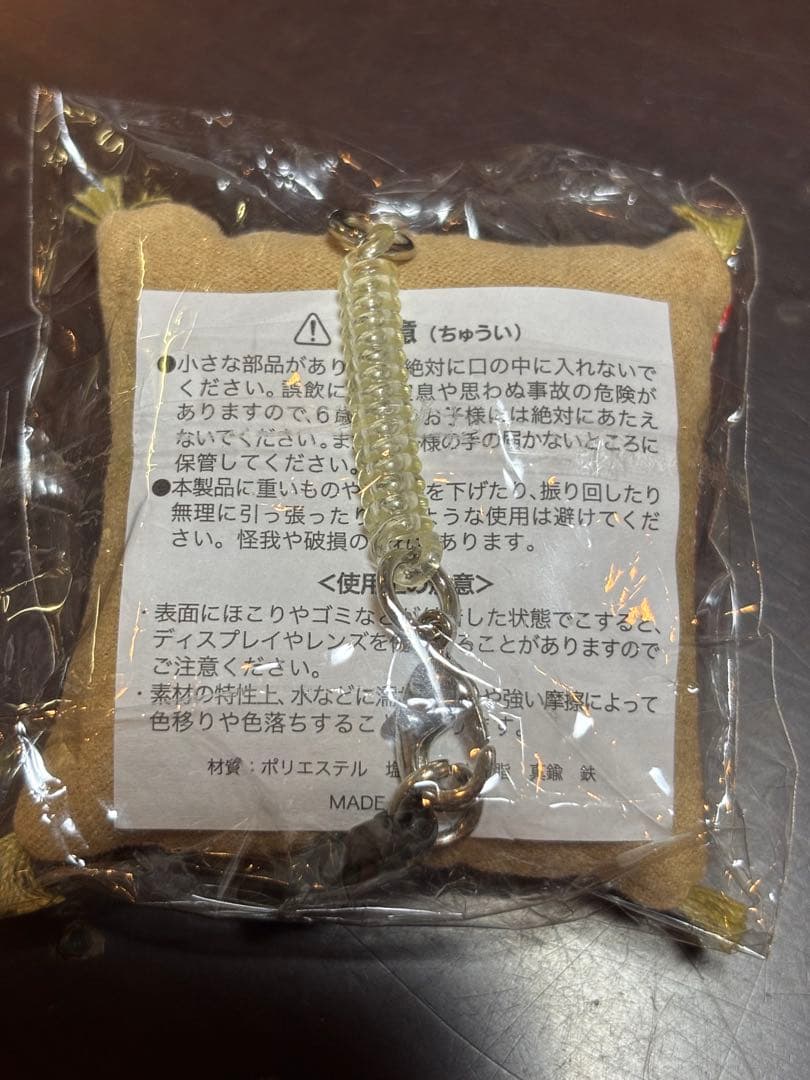 意（ちゅうい）
●小さな部品があり 絶対に口の中に入れないで
ください。誤飲に 息や思わぬ事故の危険が
ありますので、6歳 お子様には絶対にあたえ
ないでください。ま 様の手の届かないところに
保管してください。
●本製品に重いものや を下げたり、振り回したり
無理に引っ張ったり ような使用は避けてくだ
さい。怪我や破損の あります。
＜使用 意＞
・表面にほこりやゴミなど した状態でこすると、
ディスプレイやレンズを ることがありますので
ご注意ください。
・素材の特性上、水などに濡 や強い摩擦によって
色移りや色落ちすること ます。
材質：ポリエステル 塩 脂 真鍮 鉄
MADE